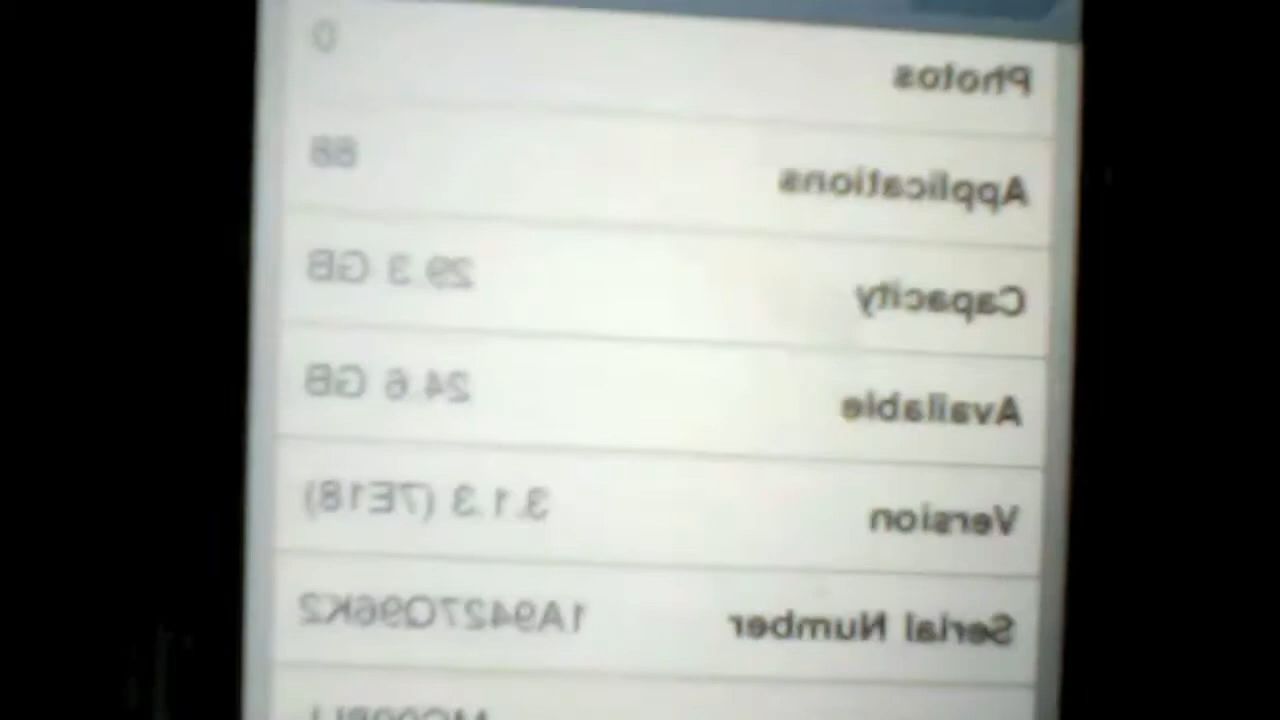 Photos 0
Applications 88
Capacity 29.3 GB
Available 24.6 GB
Version 3.1.3 (7E18)
Serial Number 1A9427Q96K2